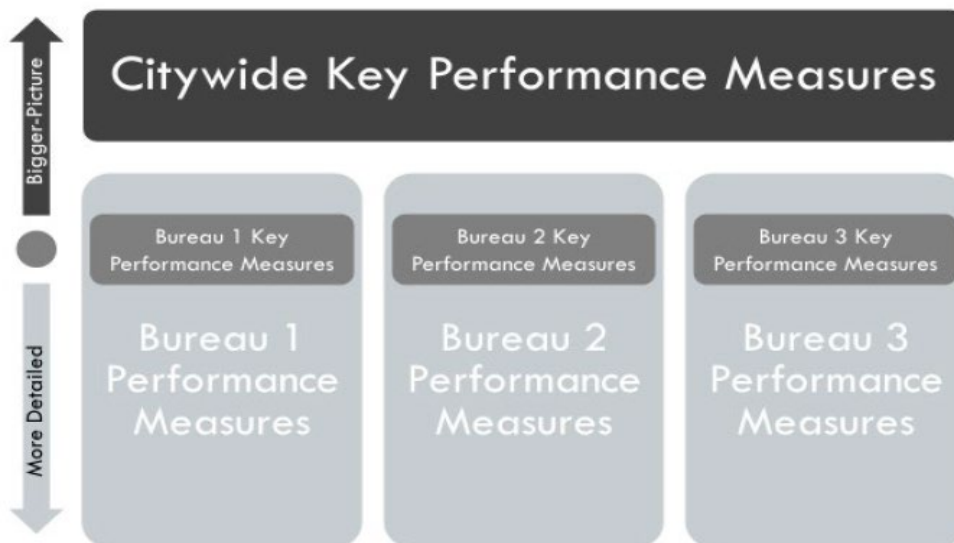 Bigger-Picture
More Detailed
Citywide Key Performance Measures
Bureau 1 Key
Performance Measures
Bureau 1
Performance
Measures
Bureau 2 Key
Performance Measures
Bureau 2
Performance
Measures
Bureau 3 Key
Performance Measures
Bureau 3
Performance
Measures